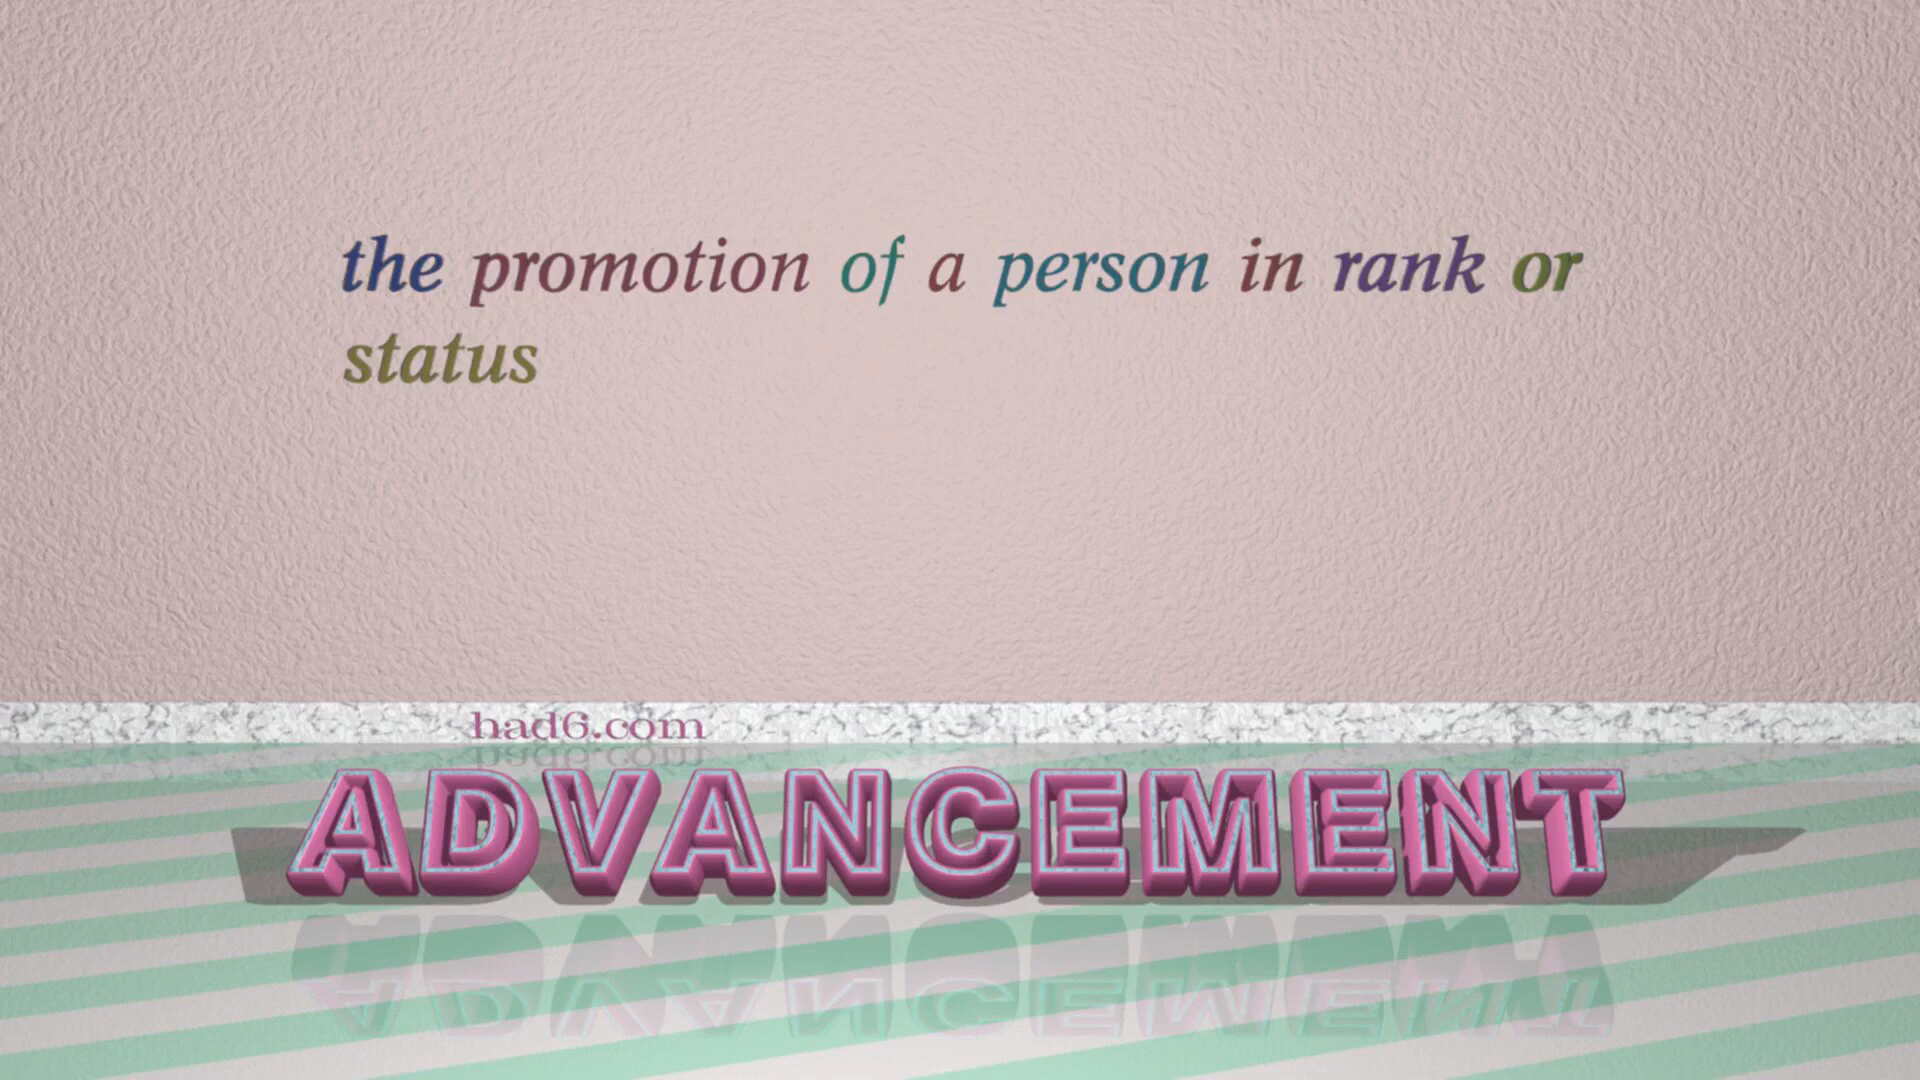 the promotion of a person in rank or
status
had6.com
ADVANCEMENT